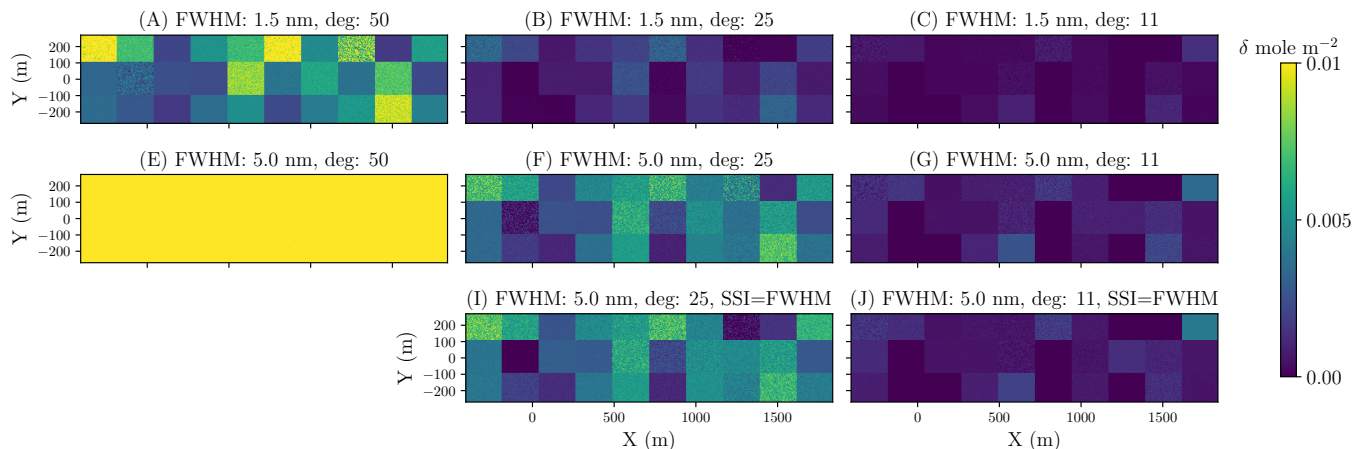 (A) FWHM: 1.5 nm, deg: 50
(B) FWHM: 1.5 nm, deg: 25
(C) FWHM: 1.5 nm, deg: 11
δ mole m⁻²
Y (m)
200
100
0
−100
−200
0.01
0.005
0.00
(E) FWHM: 5.0 nm, deg: 50
(F) FWHM: 5.0 nm, deg: 25
(G) FWHM: 5.0 nm, deg: 11
Y (m)
200
100
0
−100
−200
(I) FWHM: 5.0 nm, deg: 25, SSI=FWHM
(J) FWHM: 5.0 nm, deg: 11, SSI=FWHM
Y (m)
200
100
0
−100
−200
0 500 1000 1500
X (m)
0 500 1000 1500
X (m)